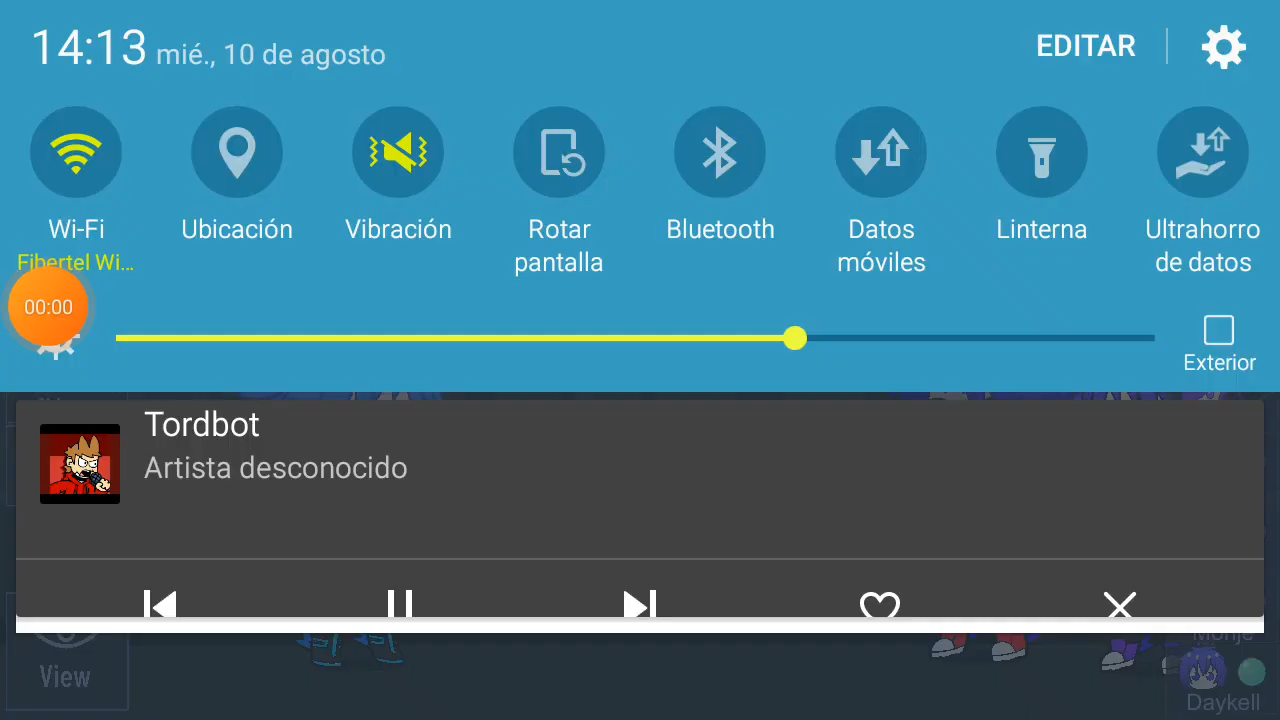 14:13 mié., 10 de agosto
EDITAR
Wi-Fi
Fibertel Wi...
Ubicación
Vibración
Rotar
pantalla
Bluetooth
Datos
móviles
Linterna
Ultrahorro
de datos
00:00
Exterior
Tordbot
Artista desconocido
View
Monje
Daykell